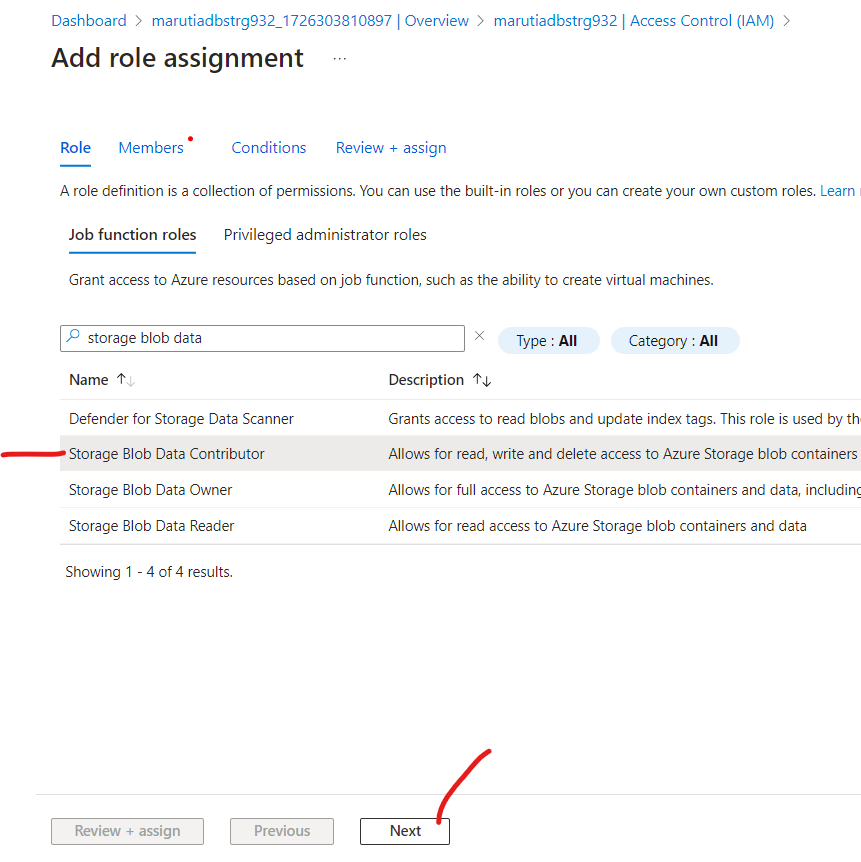 Dashboard > marutiadbstrg932_1726303810897 | Overview > marutiadbstrg932 | Access Control (IAM) >
Add role assignment ...
Role Members Conditions Review + assign
A role definition is a collection of permissions. You can use the built-in roles or you can create your own custom roles. Learn
Job function roles Privileged administrator roles
Grant access to Azure resources based on job function, such as the ability to create virtual machines.
storage blob data Type : All Category : All
Name ↑↓ Description ↑↓
Defender for Storage Data Scanner Grants access to read blobs and update index tags. This role is used by the
Storage Blob Data Contributor Allows for read, write and delete access to Azure Storage blob containers
Storage Blob Data Owner Allows for full access to Azure Storage blob containers and data, including
Storage Blob Data Reader Allows for read access to Azure Storage blob containers and data
Showing 1 - 4 of 4 results.
Review + assign Previous Next